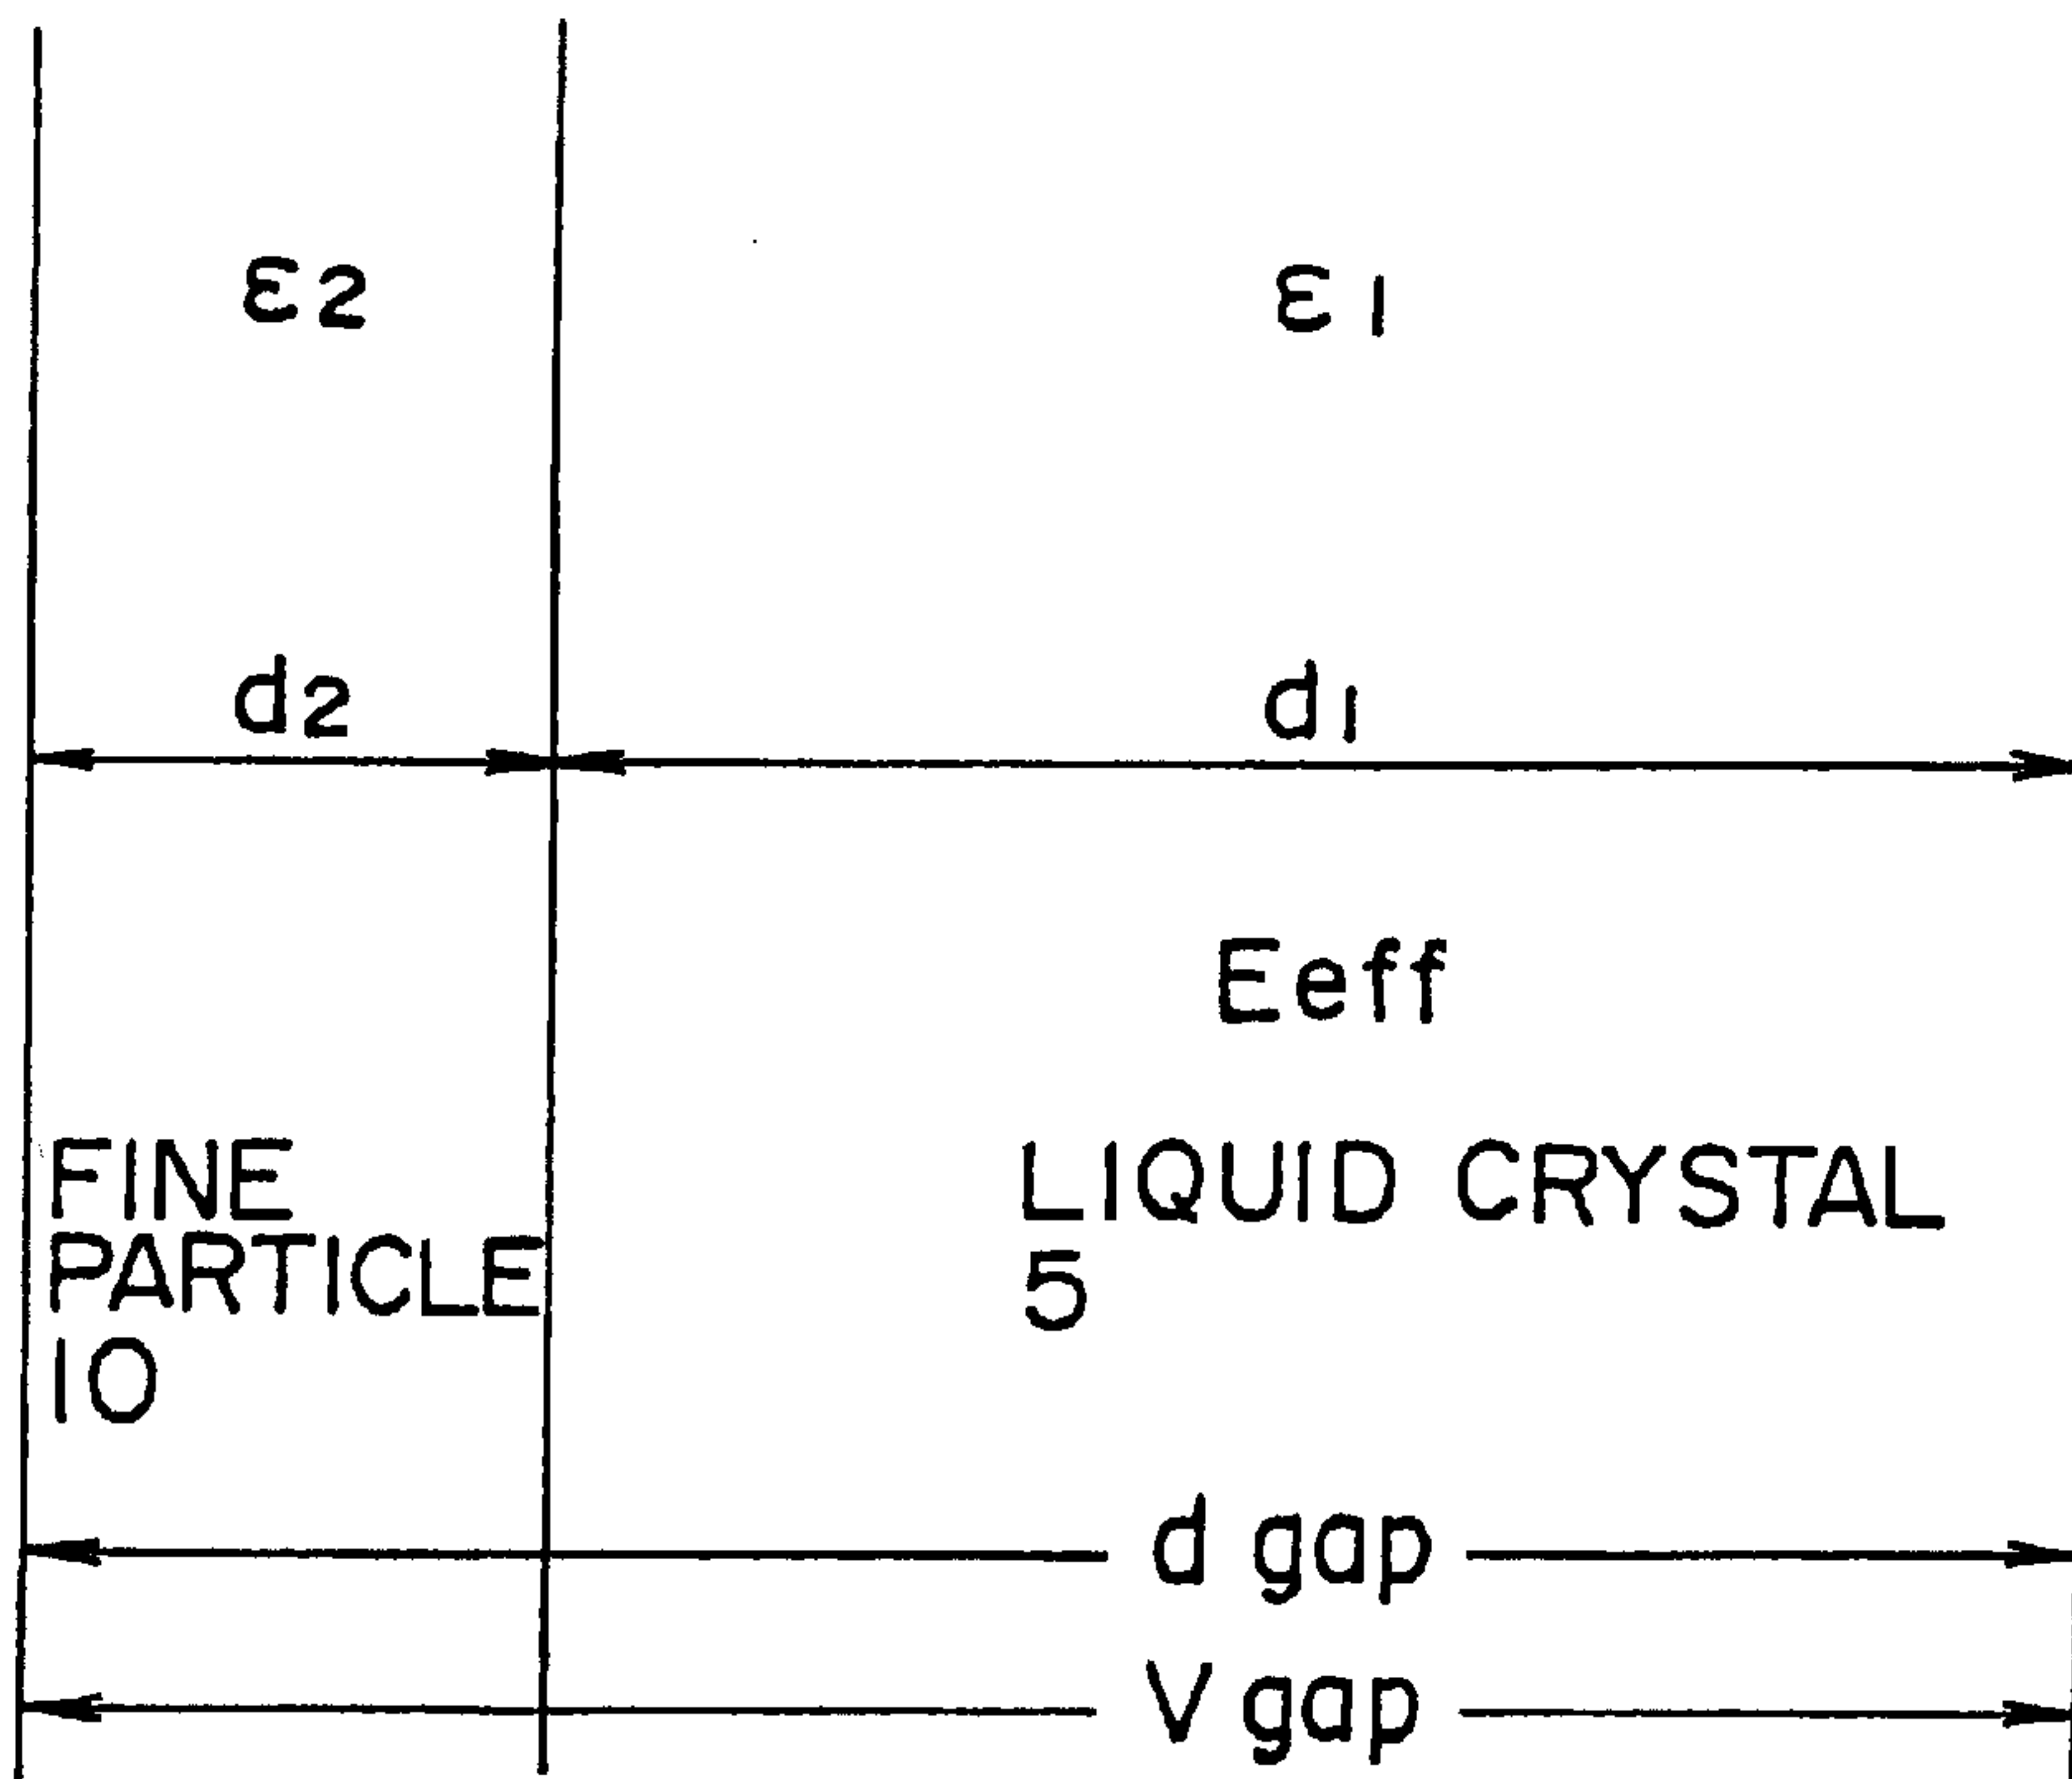 ε2
ε1
d2
d1
Eeff
FINE
PARTICLE
10
LIQUID CRYSTAL
5
d gap
V gap